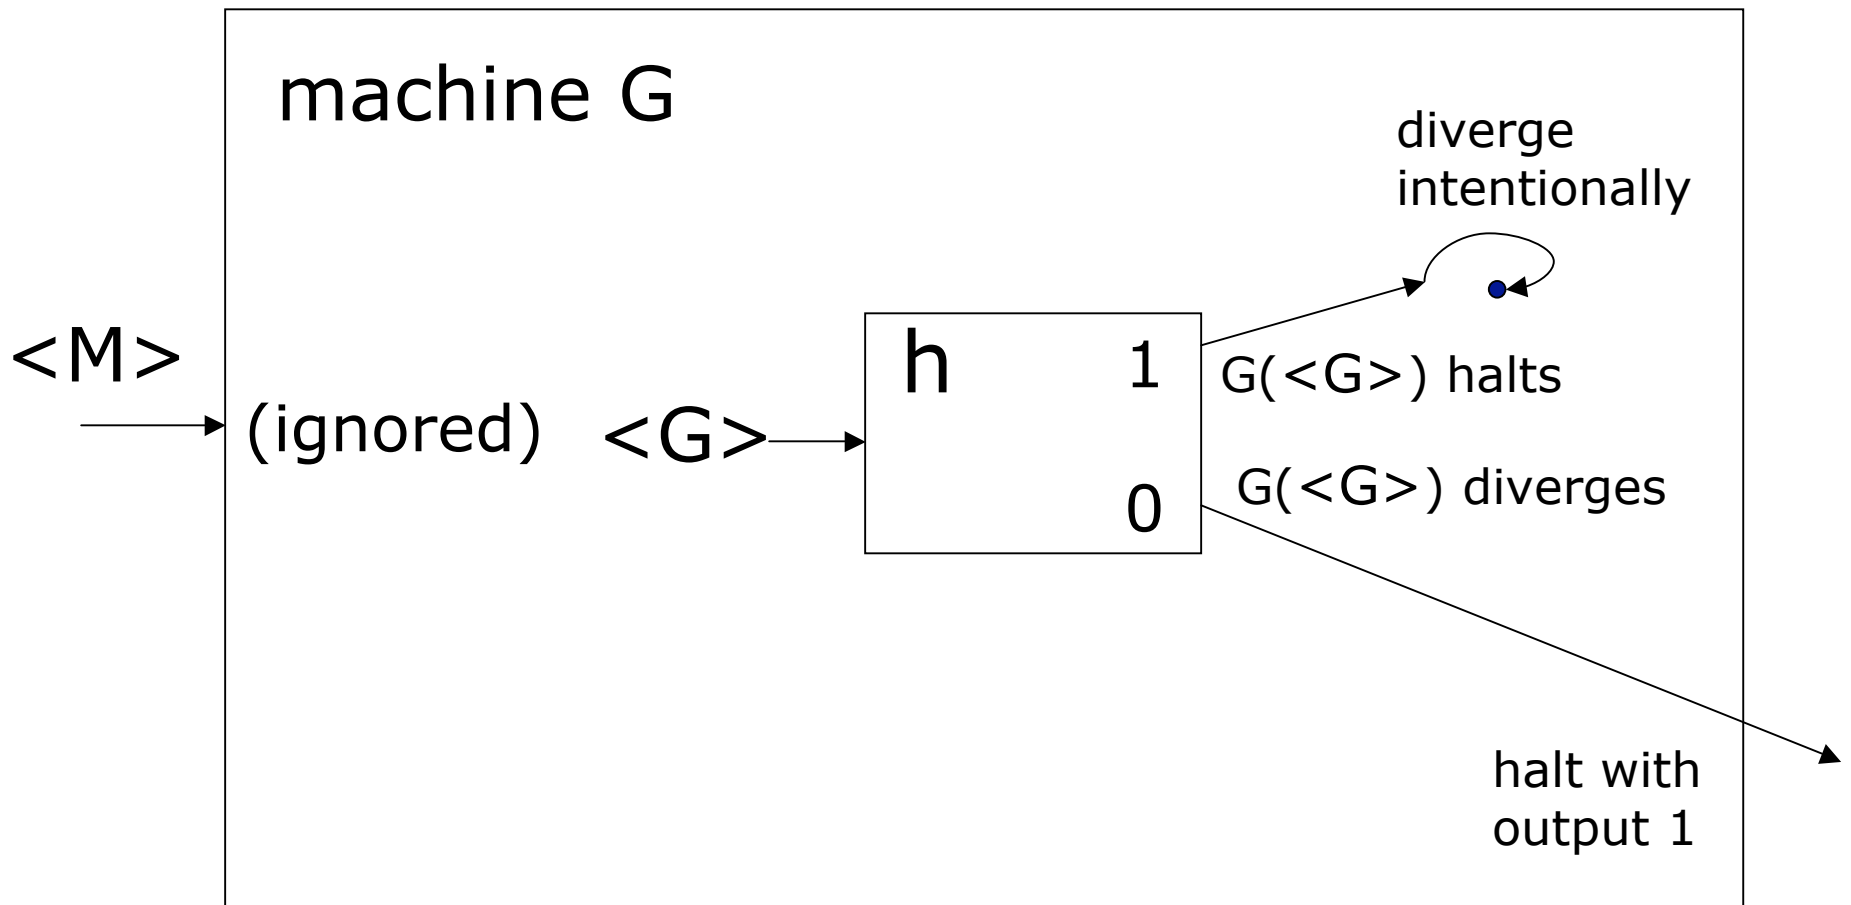 machine G
diverge
intentionally
<M>
(ignored)
<G>
h
1
0
G(<G>) halts
G(<G>) diverges
halt with
output 1